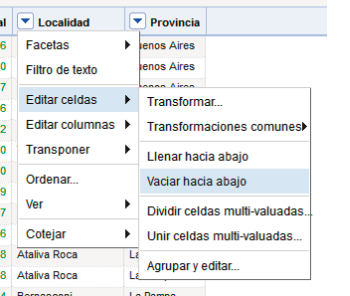 al Localidad Provincia
6 Facetas uenos Aires
0 Filtro de texto uenos Aires
7 uenos Aires
6 Editar celdas Transformar...
2 Editar columnas Transformaciones comunes
0 Transponer Llenar hacia abajo
0 Ordenar... Vaciar hacia abajo
9 Ver Dividir celdas multi-valuadas...
7
6 Cotejar Unir celdas multi-valuadas...
8 Ataliva Roca La Agrupar y editar...
8 Ataliva Roca La
4 Bernasconi La Pampa